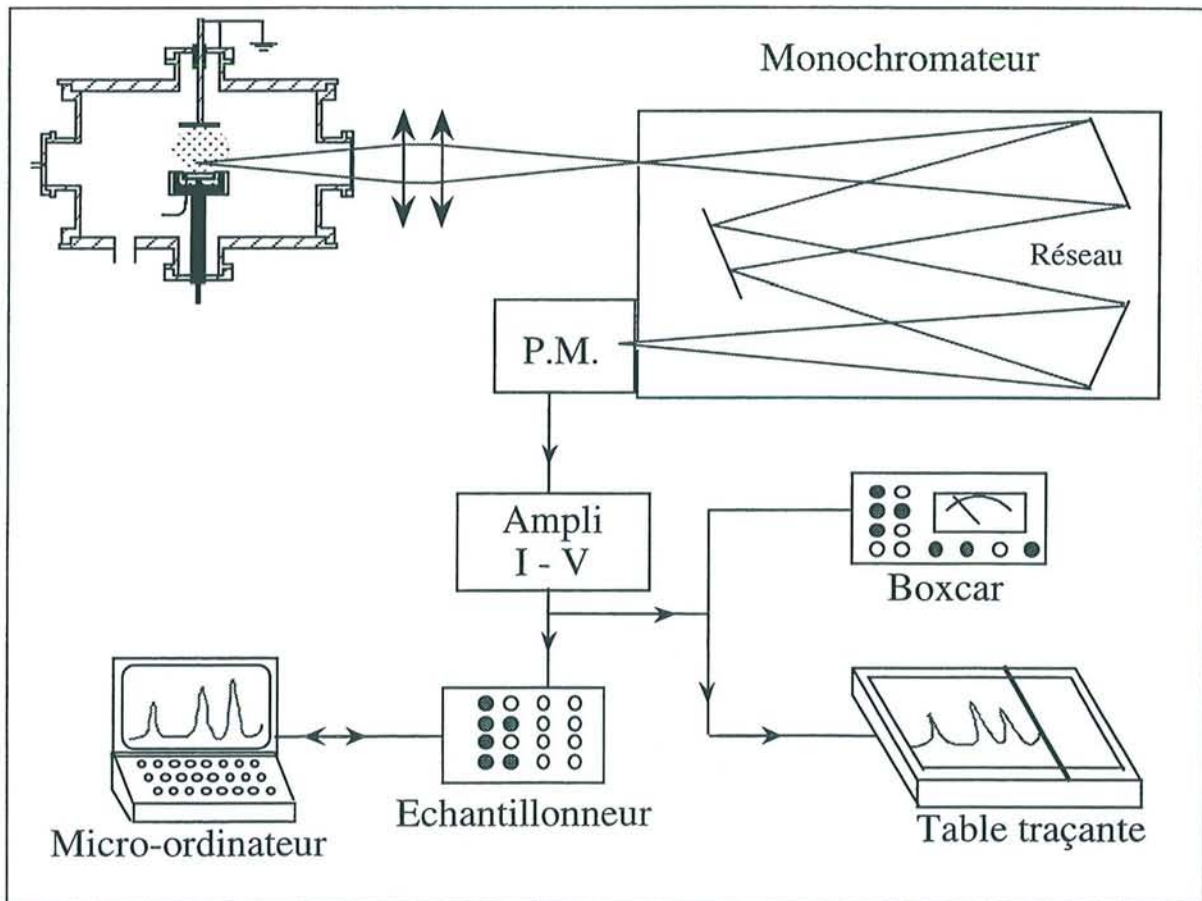 Monochromateur
Réseau
P.M.
Ampli
I - V
Boxcar
Micro-ordinateur
Echantillonneur
Table traçante